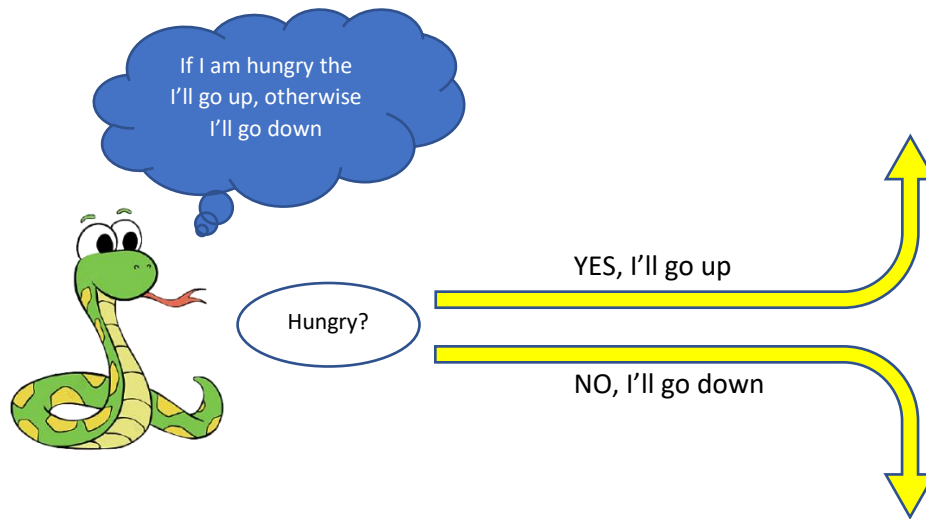 If I am hungry the
I'll go up, otherwise
I'll go down
YES, I'll go up
Hungry?
NO, I'll go down